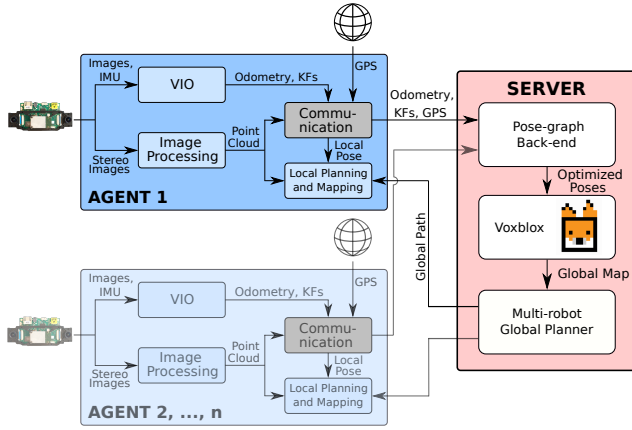 GPS
Images,
IMU
VIO
Odometry, KFs
Commu-
nication
Image
Processing
Point
Cloud
Stereo
Images
Local
Pose
Local Planning
and Mapping
AGENT 1
Odometry,
KFs, GPS
Global Path
SERVER
Pose-graph
Back-end
Optimized
Poses
Voxblox
Global Map
Multi-robot
Global Planner
GPS
Images,
IMU
VIO
Odometry, KFs
Commu-
nication
Image Processing
Point
Cloud
Stereo
Images
Local
Pose
Local Planning
and Mapping
AGENT 2, ..., n